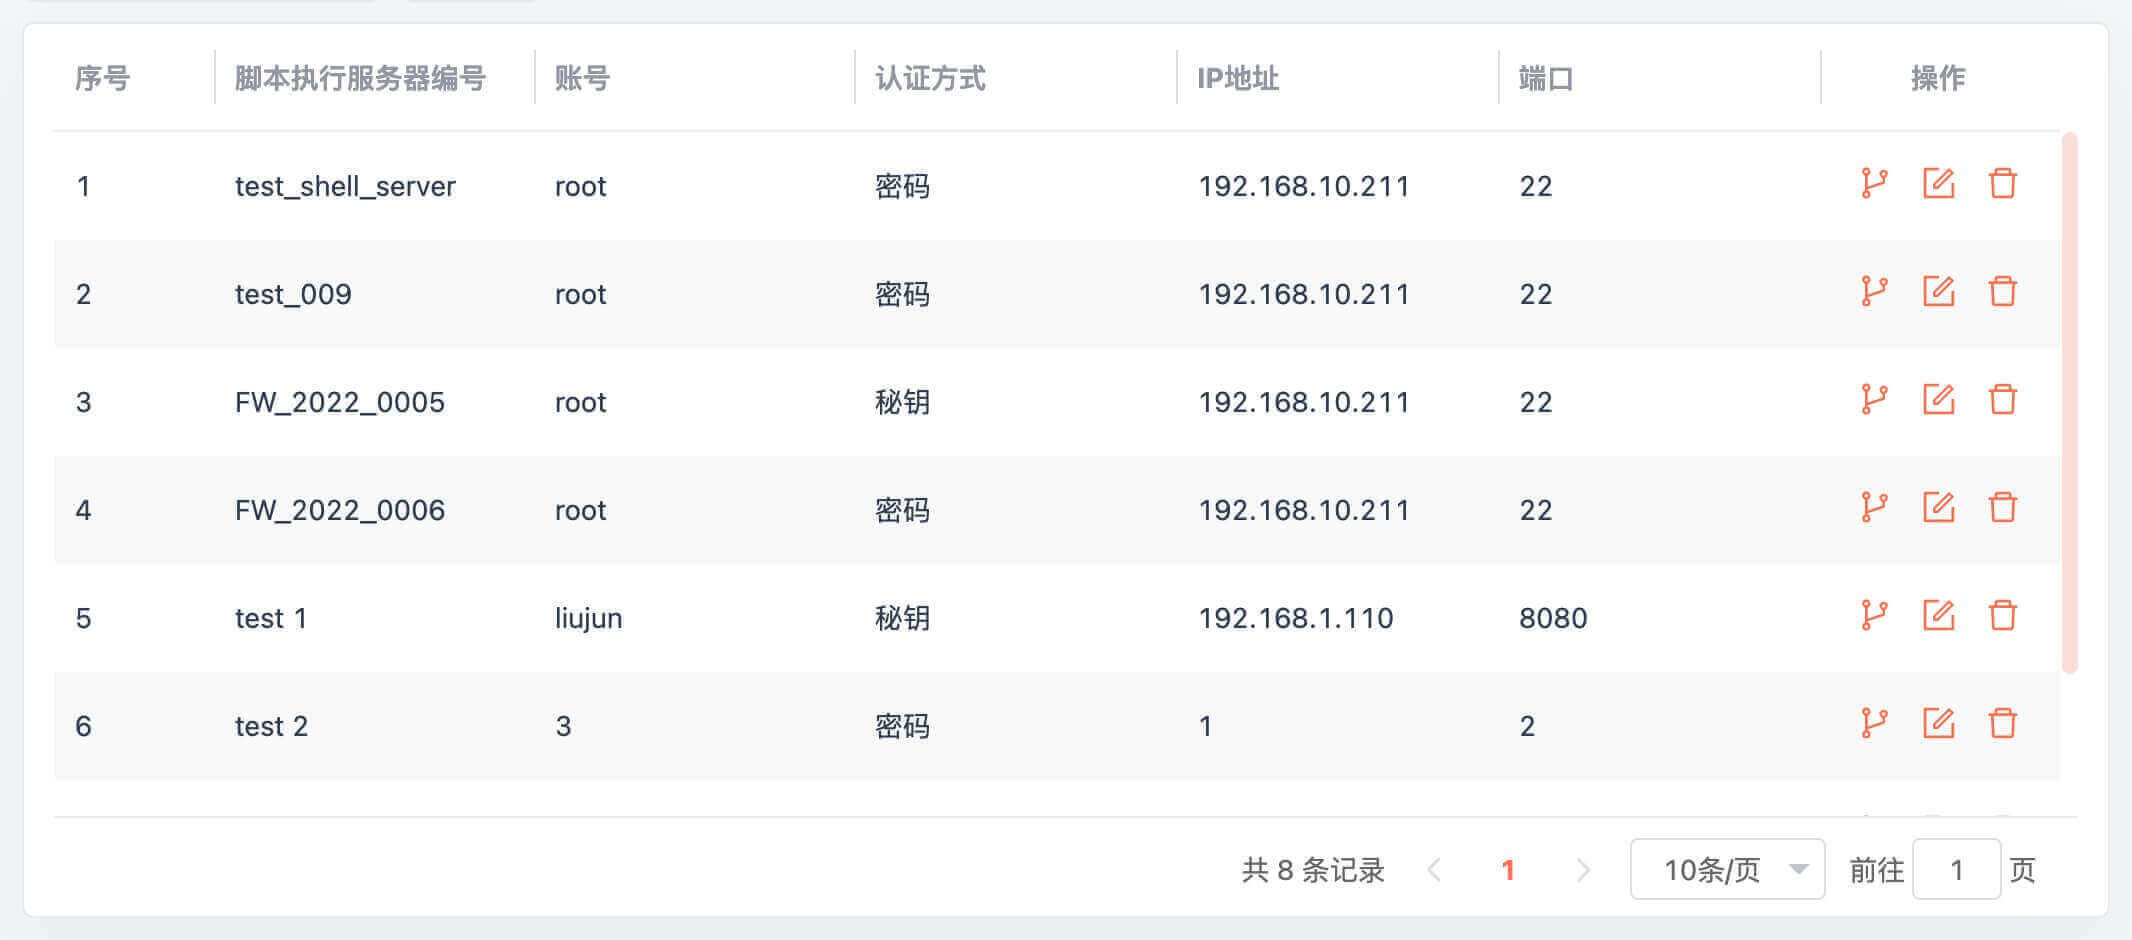 序号 脚本执行服务器编号 账号 认证方式 IP地址 端口 操作
1 test_shell_server root 密码 192.168.10.211 22
2 test_009 root 密码 192.168.10.211 22
3 FW_2022_0005 root 秘钥 192.168.10.211 22
4 FW_2022_0006 root 密码 192.168.10.211 22
5 test 1 liujun 秘钥 192.168.1.110 8080
6 test 2 3 密码 1 2
共 8 条记录 1 10条/页 前往 1 页